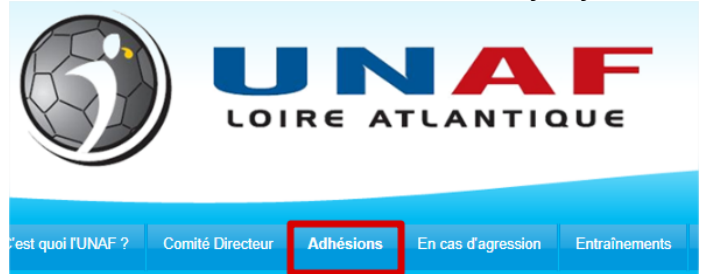 UNAF
LOIRE ATLANTIQUE
'est quoi l'UNAF ? Comité Directeur Adhésions En cas d'agression Entraînements